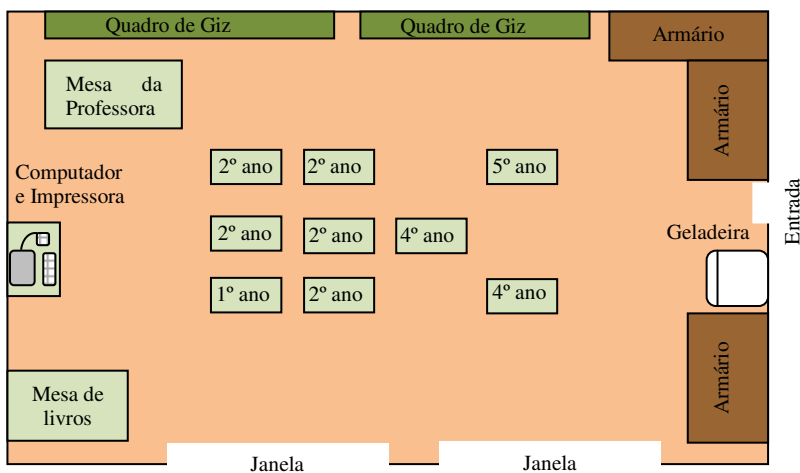 Quadro de Giz
Quadro de Giz
Armário
Mesa da
Professora
Armário
2º ano
2º ano
5º ano
Computador
e Impressora
Entrada
2º ano
2º ano
4º ano
Geladeira
1º ano
2º ano
4º ano
Armário
Mesa de
livros
Janela
Janela